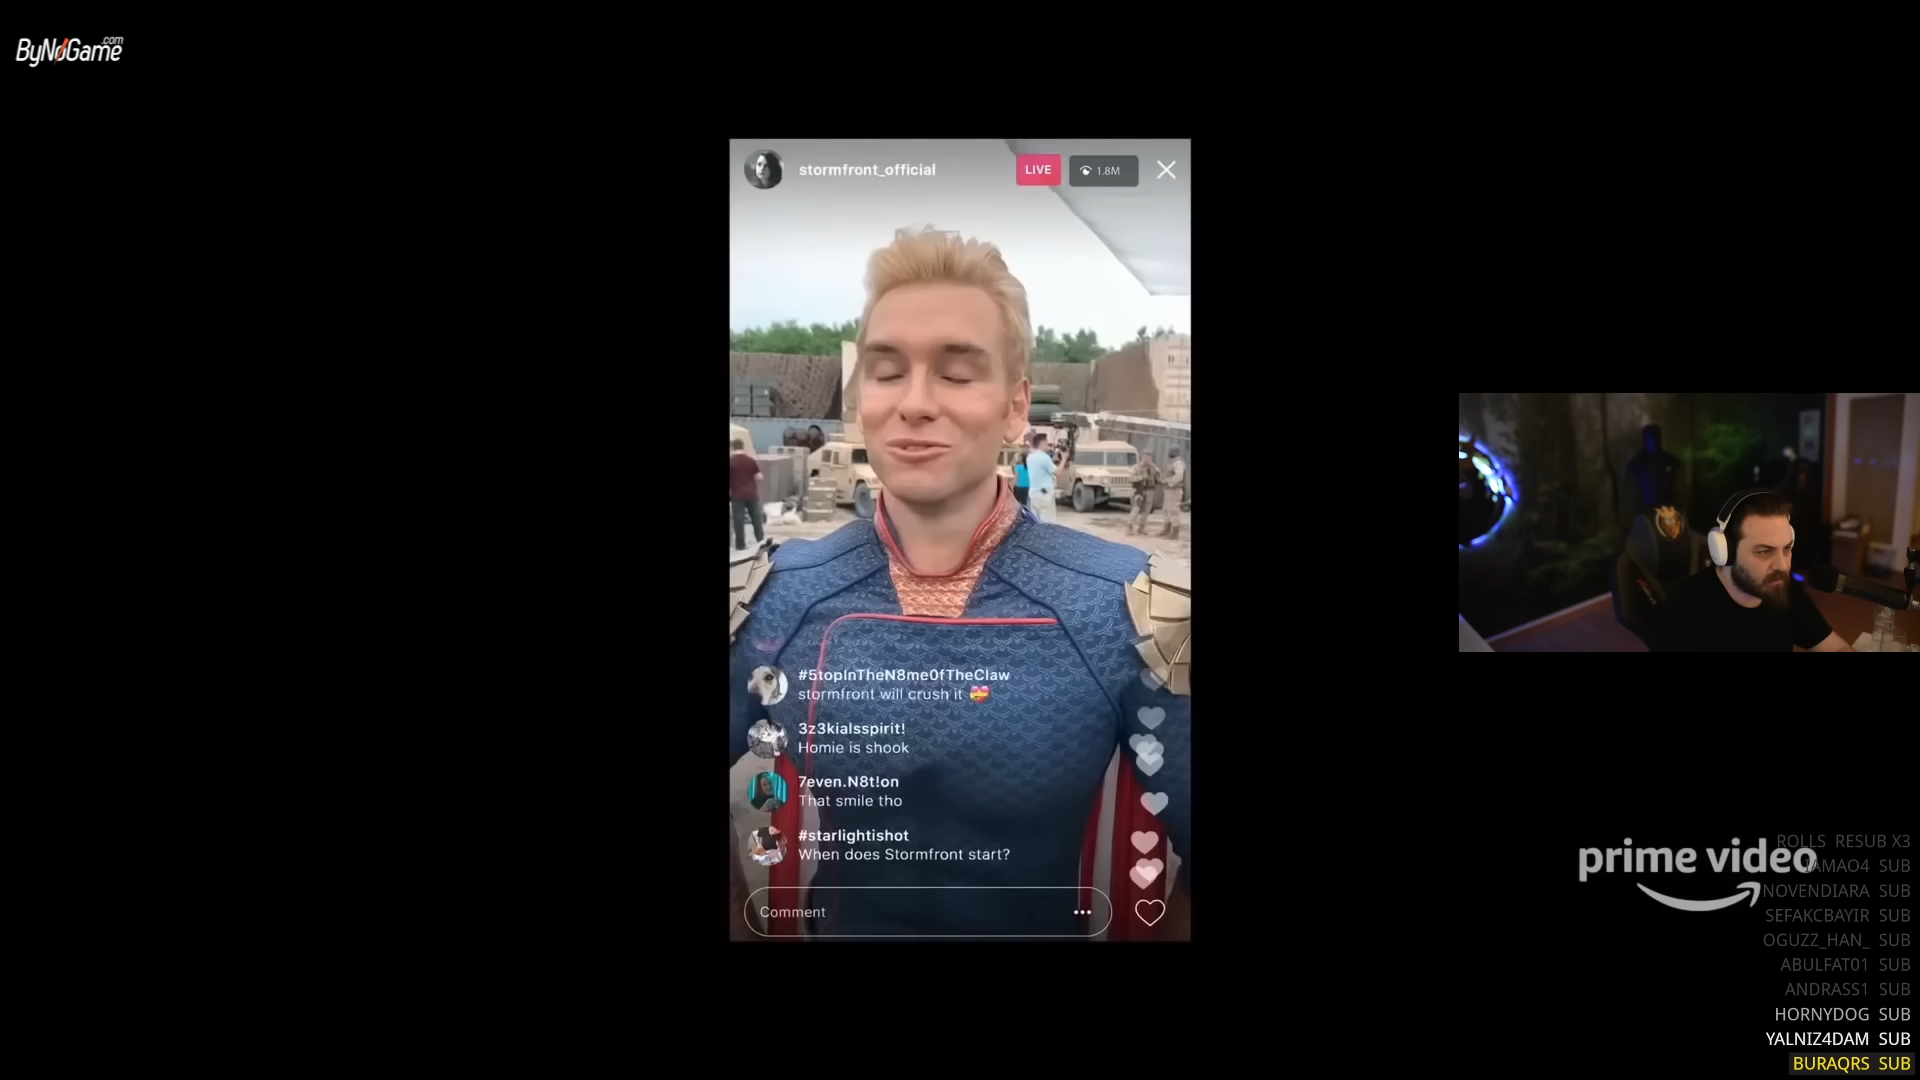 ByNoGame.com
stormfront_official
LIVE
1.8M
#5topInTheN8me0fTheClaw
stormfront will crush it 💝
3z3kialsspirit!
Homie is shook
7even.N8t!on
That smile tho
#starlightishot
When does Stormfront start?
Comment
prime video
ROLLS RESUB X3
IAMAO4 SUB
NOVENDIARA SUB
SEFAKCBAYIR SUB
OGUZZ_HAN_ SUB
ABULFAT01 SUB
ANDRASS1 SUB
HORNYDOG SUB
YALNIZ4DAM SUB
BURAQRS SUB